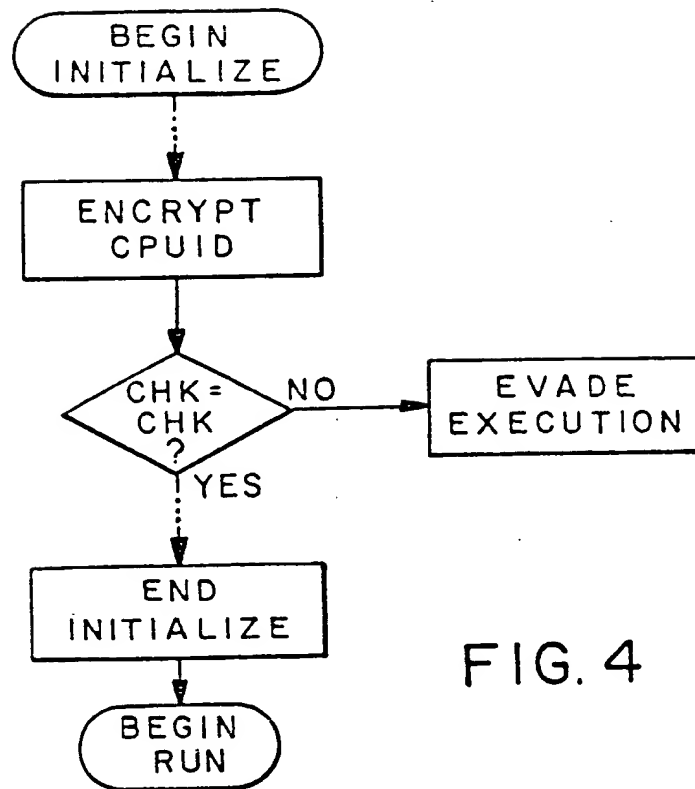 BEGIN
INITIALIZE
ENCRYPT
CPUID
CHK =
CHK
?
NO
EVADE
EXECUTION
YES
END
INITIALIZE
BEGIN
RUN
FIG. 4